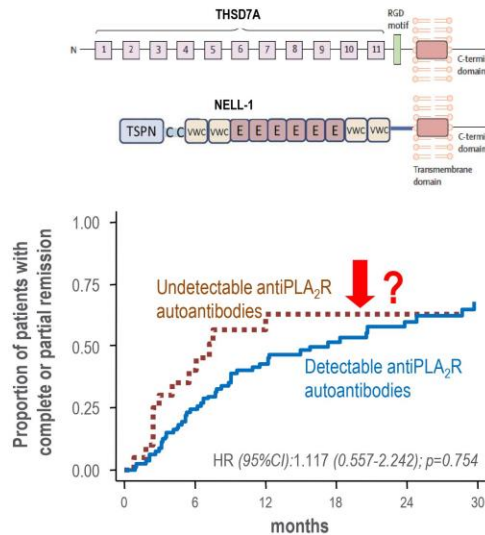 THSD7A
RGD
motif
N 1 2 3 4 5 6 7 8 9 10 11
C-termi
domain
NELL-1
TSPN C C VWC VWC E E E E E E VWC VWC
C-termi
domain
Transmembrane
domain
Proportion of patients with
complete or partial remission
1.00
0.75
0.50
0.25
0.00
Undetectable antiPLA₂R
autoantibodies
?
Detectable antiPLA₂R
autoantibodies
HR (95%CI):1.117 (0.557-2.242); p=0.754
0 6 12 18 24 30
months